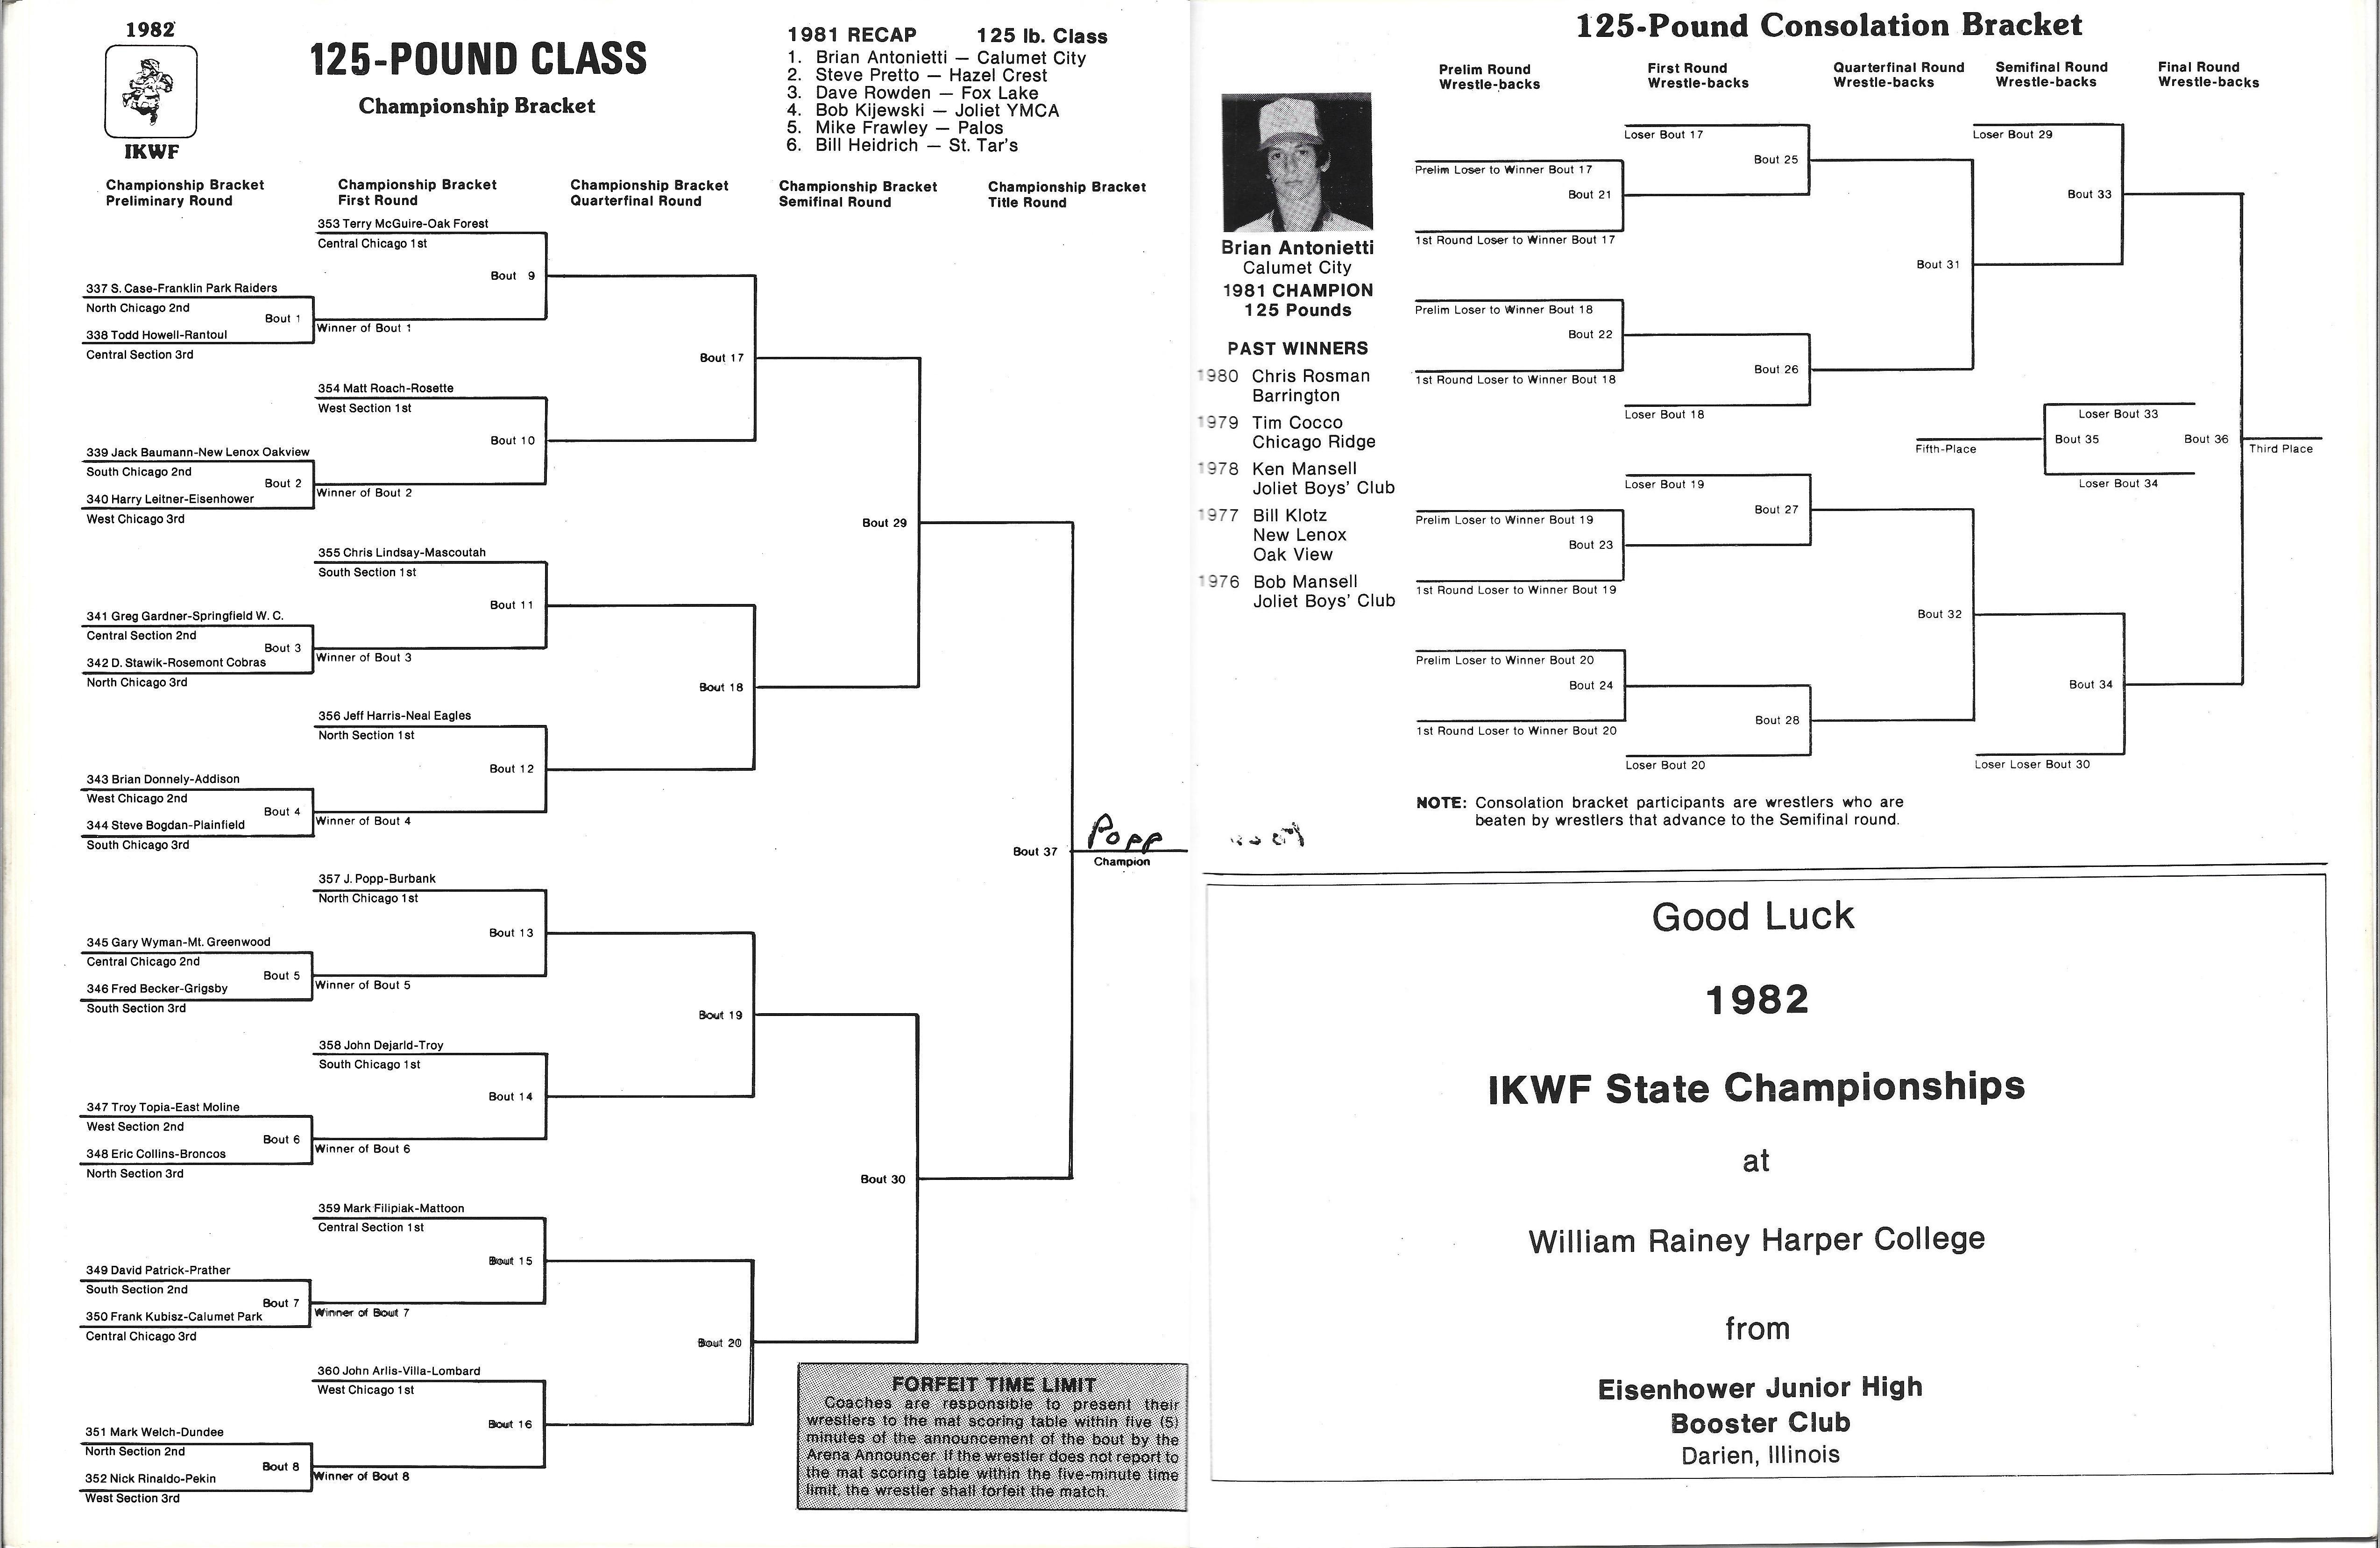 1982
IKWF
125-POUND CLASS
Championship Bracket
1981 RECAP 125 lb. Class
1. Brian Antonietti — Calumet City
2. Steve Pretto — Hazel Crest
3. Dave Rowden — Fox Lake
4. Bob Kijewski — Joliet YMCA
5. Mike Frawley — Palos
6. Bill Heidrich — St. Tar's
Championship Bracket
Preliminary Round
Championship Bracket
First Round
Championship Bracket
Quarterfinal Round
Championship Bracket
Semifinal Round
Championship Bracket
Title Round
353 Terry McGuire-Oak Forest
Central Chicago 1st
Bout 9
337 S. Case-Franklin Park Raiders
North Chicago 2nd
Bout 1
338 Todd Howell-Rantoul
Central Section 3rd
Winner of Bout 1
Bout 17
354 Matt Roach-Rosette
West Section 1st
Bout 10
339 Jack Baumann-New Lenox Oakview
South Chicago 2nd
Bout 2
340 Harry Leitner-Eisenhower
West Chicago 3rd
Winner of Bout 2
Bout 29
355 Chris Lindsay-Mascoutah
South Section 1st
Bout 11
341 Greg Gardner-Springfield W. C.
Central Section 2nd
Bout 3
342 D. Stawik-Rosemont Cobras
North Chicago 3rd
Winner of Bout 3
Bout 18
356 Jeff Harris-Neal Eagles
North Section 1st
Bout 12
343 Brian Donnely-Addison
West Chicago 2nd
Bout 4
344 Steve Bogdan-Plainfield
South Chicago 3rd
Winner of Bout 4
Bout 37
Popp
Champion
357 J. Popp-Burbank
North Chicago 1st
Bout 13
345 Gary Wyman-Mt. Greenwood
Central Chicago 2nd
Bout 5
346 Fred Becker-Grigsby
South Section 3rd
Winner of Bout 5
Bout 19
358 John Dejarld-Troy
South Chicago 1st
Bout 14
347 Troy Topia-East Moline
West Section 2nd
Bout 6
348 Eric Collins-Broncos
North Section 3rd
Winner of Bout 6
Bout 30
359 Mark Filipiak-Mattoon
Central Section 1st
Bout 15
349 David Patrick-Prather
South Section 2nd
Bout 7
350 Frank Kubisz-Calumet Park
Central Chicago 3rd
Winner of Bout 7
Bout 20
360 John Arlis-Villa-Lombard
West Chicago 1st
Bout 16
351 Mark Welch-Dundee
North Section 2nd
Bout 8
352 Nick Rinaldo-Pekin
West Section 3rd
Winner of Bout 8
FORFEIT TIME LIMIT
Coaches are responsible to present their
wrestlers to the mat scoring table within five (5)
minutes of the announcement of the bout by the
Arena Announcer. If the wrestler does not report to
the mat scoring table within the five-minute time
limit, the wrestler shall forfeit the match.
125-Pound Consolation Bracket
Prelim Round
Wrestle-backs
First Round
Wrestle-backs
Quarterfinal Round
Wrestle-backs
Semifinal Round
Wrestle-backs
Final Round
Wrestle-backs
Brian Antonietti
Calumet City
1981 CHAMPION
125 Pounds
PAST WINNERS
1980 Chris Rosman
Barrington
1979 Tim Cocco
Chicago Ridge
1978 Ken Mansell
Joliet Boys' Club
1977 Bill Klotz
New Lenox
Oak View
1976 Bob Mansell
Joliet Boys' Club
Loser Bout 17
Bout 25
Prelim Loser to Winner Bout 17
Bout 21
1st Round Loser to Winner Bout 17
Loser Bout 29
Bout 33
Bout 31
Prelim Loser to Winner Bout 18
Bout 22
1st Round Loser to Winner Bout 18
Bout 26
Loser Bout 18
Loser Bout 33
Fifth-Place
Bout 35
Bout 36
Third Place
Loser Bout 34
Loser Bout 19
Bout 27
Prelim Loser to Winner Bout 19
Bout 23
1st Round Loser to Winner Bout 19
Bout 32
Prelim Loser to Winner Bout 20
Bout 24
1st Round Loser to Winner Bout 20
Bout 34
Bout 28
Loser Bout 20
Loser Loser Bout 30
NOTE: Consolation bracket participants are wrestlers who are
beaten by wrestlers that advance to the Semifinal round.
Good Luck
1982
IKWF State Championships
at
William Rainey Harper College
from
Eisenhower Junior High
Booster Club
Darien, Illinois